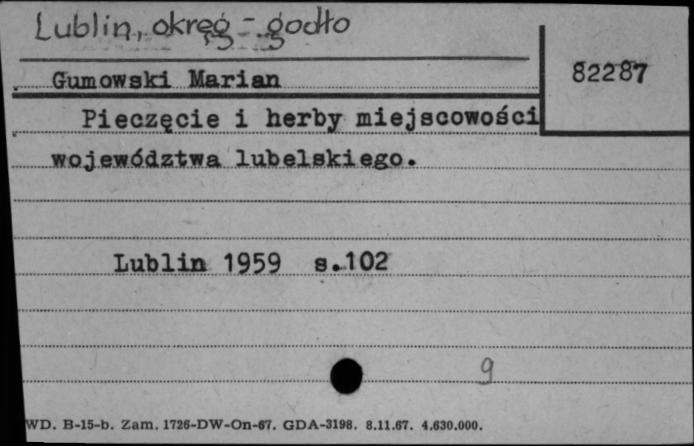 Lublin, okręg - godło
Gumowski Marian
82287
Pieczęcie i herby miejscowości
województwa lubelskiego.
Lublin 1959 s.102
9
WD. B-15-b. Zam. 1726-DW-On-67. GDA-3198. 8.11.67. 4.630.000.